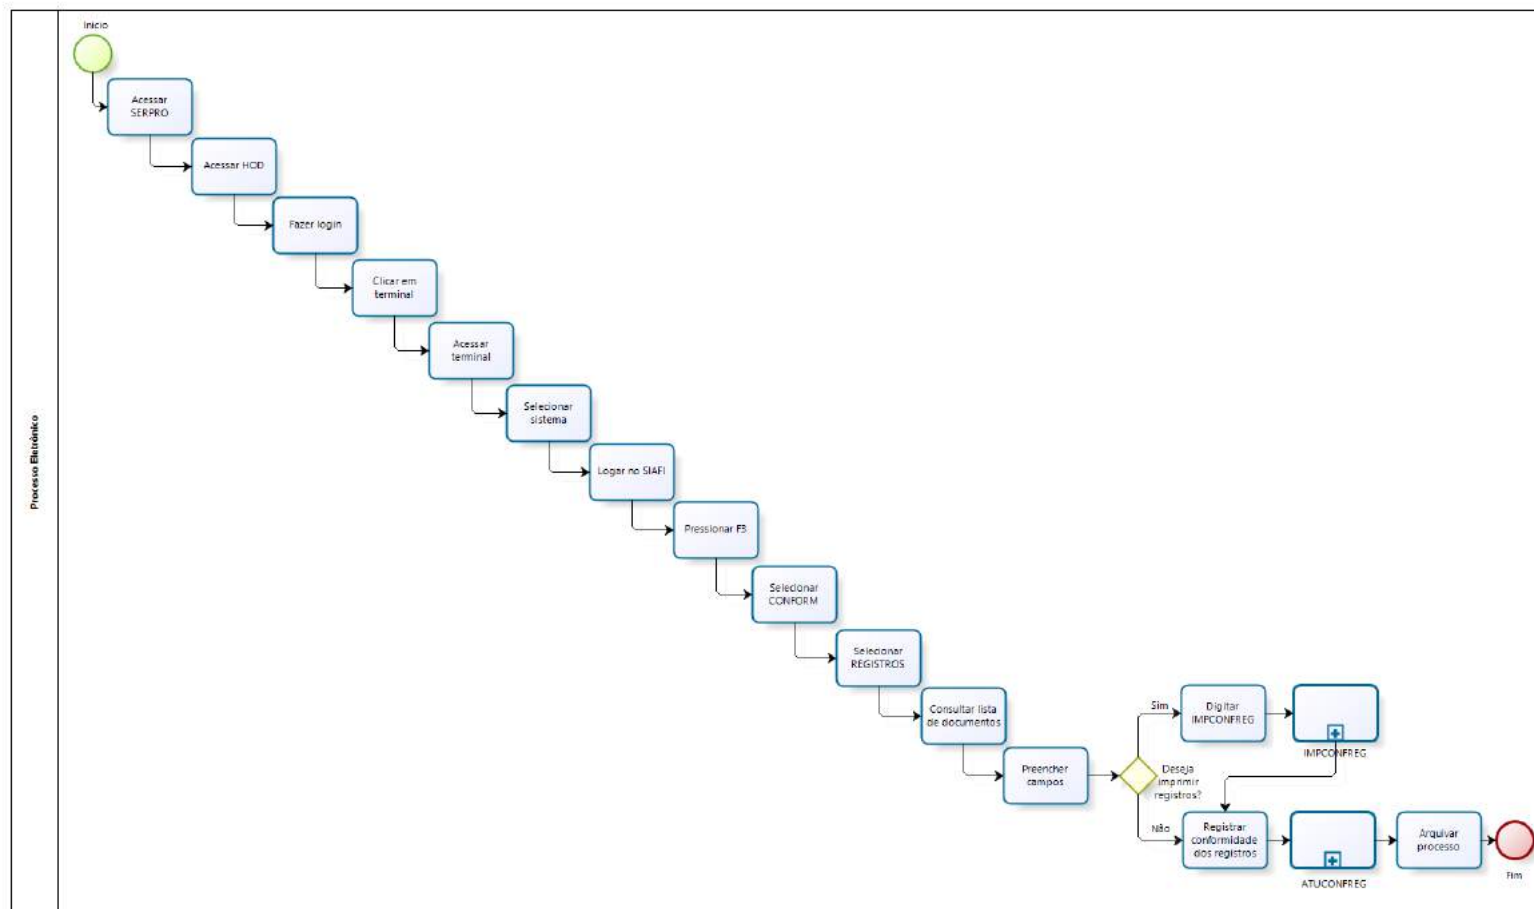 Processo Eletrônico
Inicio
Acessar
SERPRO
Acessar HOD
Fazer login
Clicar em
terminal
Acessar
terminal
Selecionar
sistema
Logar no SIAFI
Pressionar F3
Selecionar
CONFORM
Selecionar
REGISTROS
Consultar lista
de documentos
Preencher
campos
Deseja
imprimir
registros?
Sim
Digitar
IMPCONFREG
IMPCONFREG
Não
Registrar
conformidade
dos registros
ATUCONFREG
Arquivar
processo
Fim